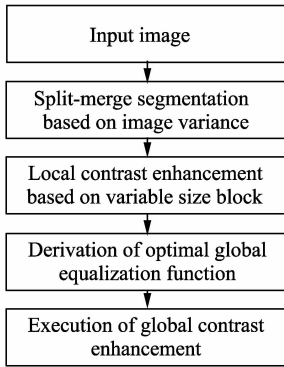 Input image
Split-merge segmentation
based on image variance
Local contrast enhancement
based on variable size block
Derivation of optimal global
equalization function
Execution of global contrast
enhancement